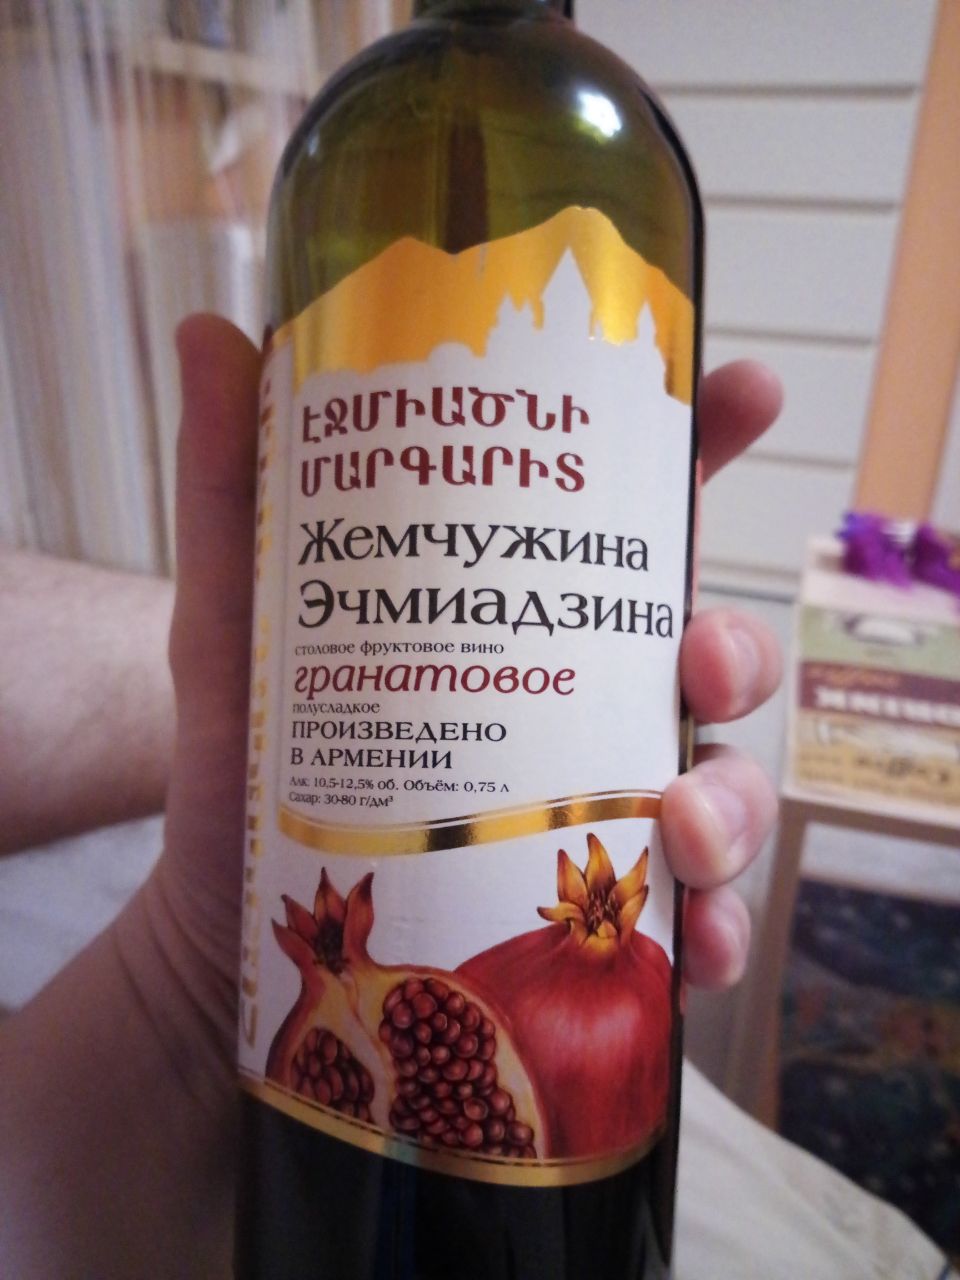 ԷՋՄԻԱԾՆԻ
ՄԱՐԳԱՐԻՏ
Жемчужина
Эчмиадзина
столовое фруктовое вино
гранатовое
полусладкое
ПРОИЗВЕДЕНО
В АРМЕНИИ
Алк: 10,5-12,5% об. Объём: 0,75 л
Сахар: 30-80 г/дм³